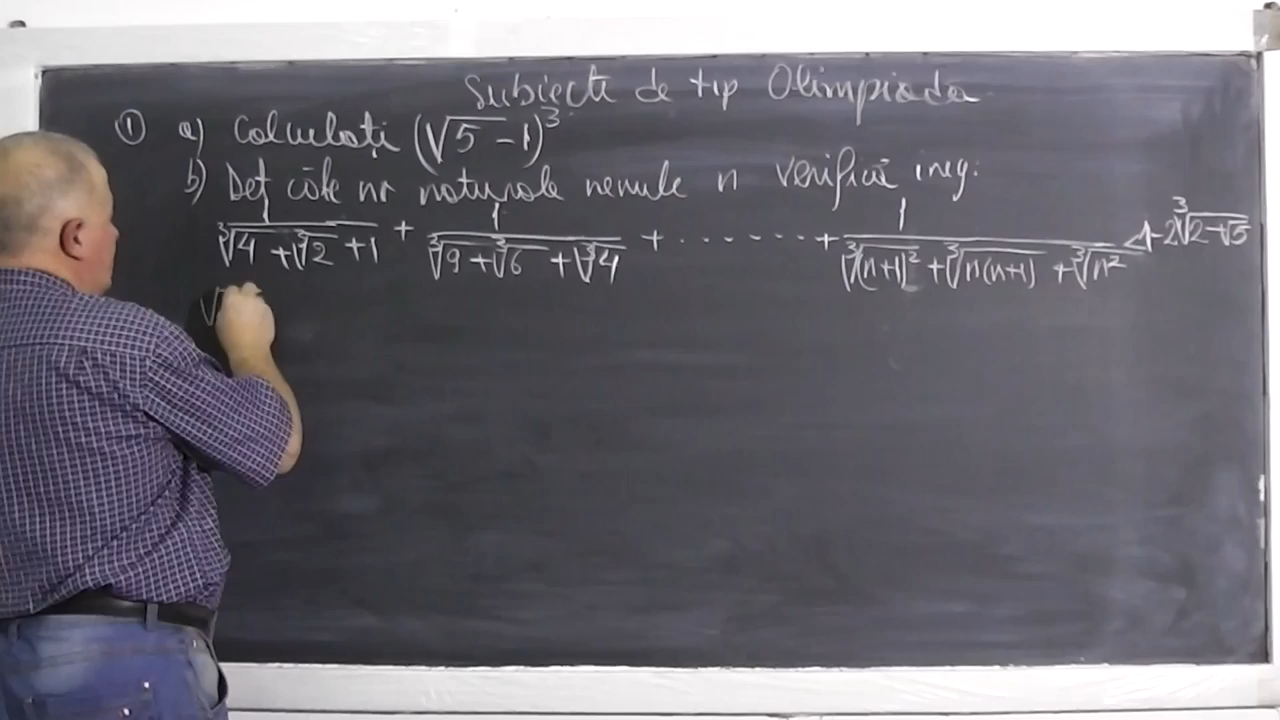 Subiecte de tip Olimpiada
① a) Calculați (√5 - 1)³
b) Det câte nr naturale nenule n verifică ineg:
1/(∛4 + ∛2 + 1) + 1/(∛9 + ∛6 + ∛4) + ....... + 1/(∛(n+1)² + ∛n(n+1) + ∛n²) < -2∛2-√5